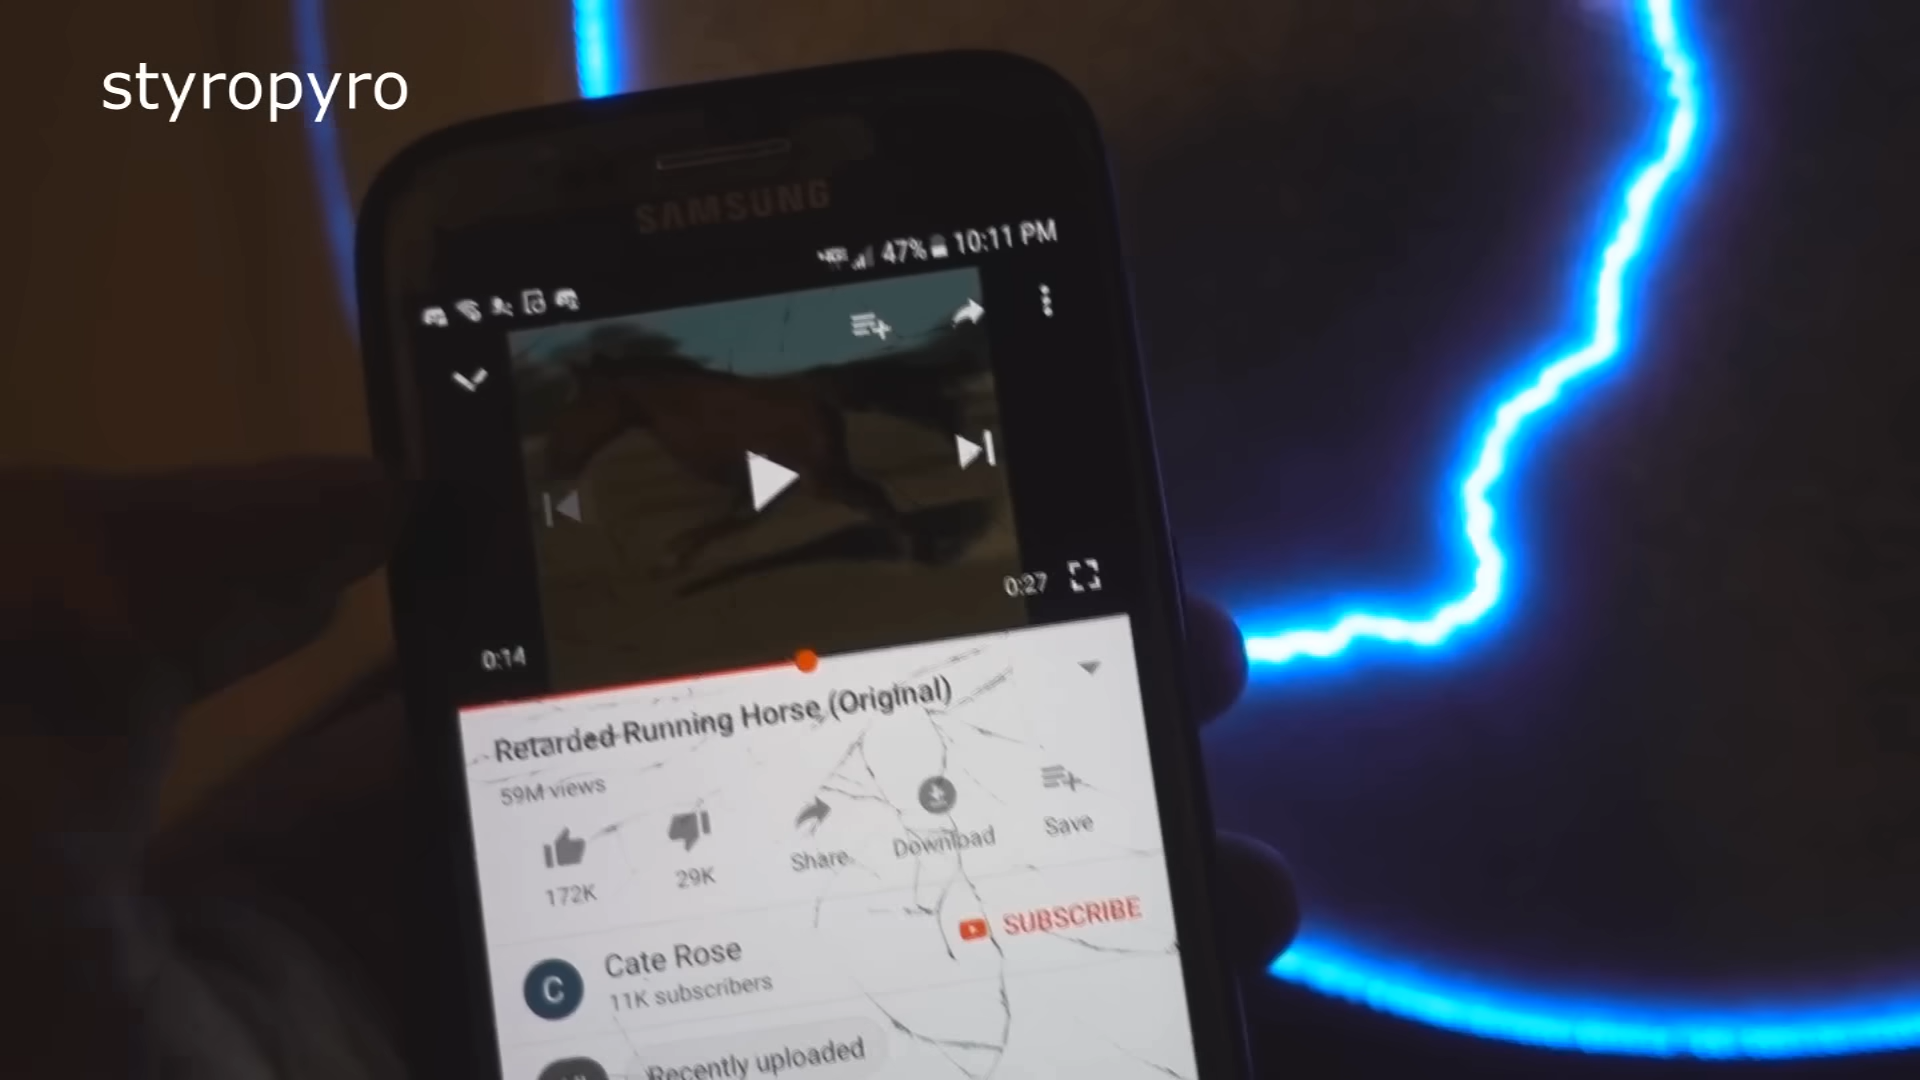 styropyro
SAMSUNG
47% 10:11 PM
0:27
0:14
Retarded Running Horse (Original)
59M views
172K
29K
Share
Download
Save
Cate Rose
11K subscribers
SUBSCRIBE
C
Recently uploaded